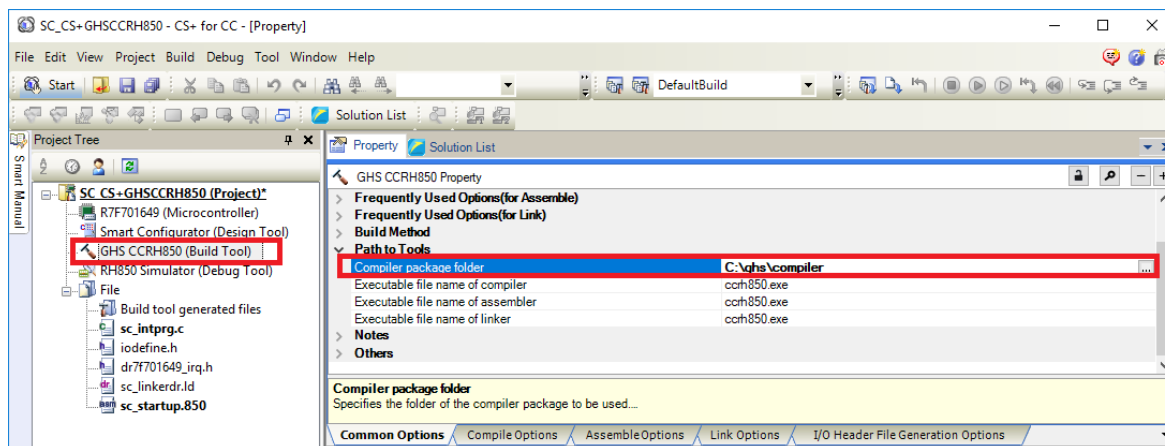 SC_CS+GHSCCRH850 - CS+ for CC - [Property]
File Edit View Project Build Debug Tool Window Help
Start
DefaultBuild
Solution List
Smart Manual
Project Tree
SC_CS+GHSCCRH850 (Project)*
R7F701649 (Microcontroller)
Smart Configurator (Design Tool)
GHS CCRH850 (Build Tool)
RH850 Simulator (Debug Tool)
File
Build tool generated files
sc_intprg.c
iodefine.h
dr7f701649_irq.h
sc_linkerdr.ld
sc_startup.850
Property Solution List
GHS CCRH850 Property
Frequently Used Options(for Assemble)
Frequently Used Options(for Link)
Build Method
Path to Tools
Compiler package folder C:\ghs\compiler ...
Executable file name of compiler ccrh850.exe
Executable file name of assembler ccrh850.exe
Executable file name of linker ccrh850.exe
Notes
Others
Compiler package folder
Specifies the folder of the compiler package to be used....
Common Options Compile Options Assemble Options Link Options I/O Header File Generation Options